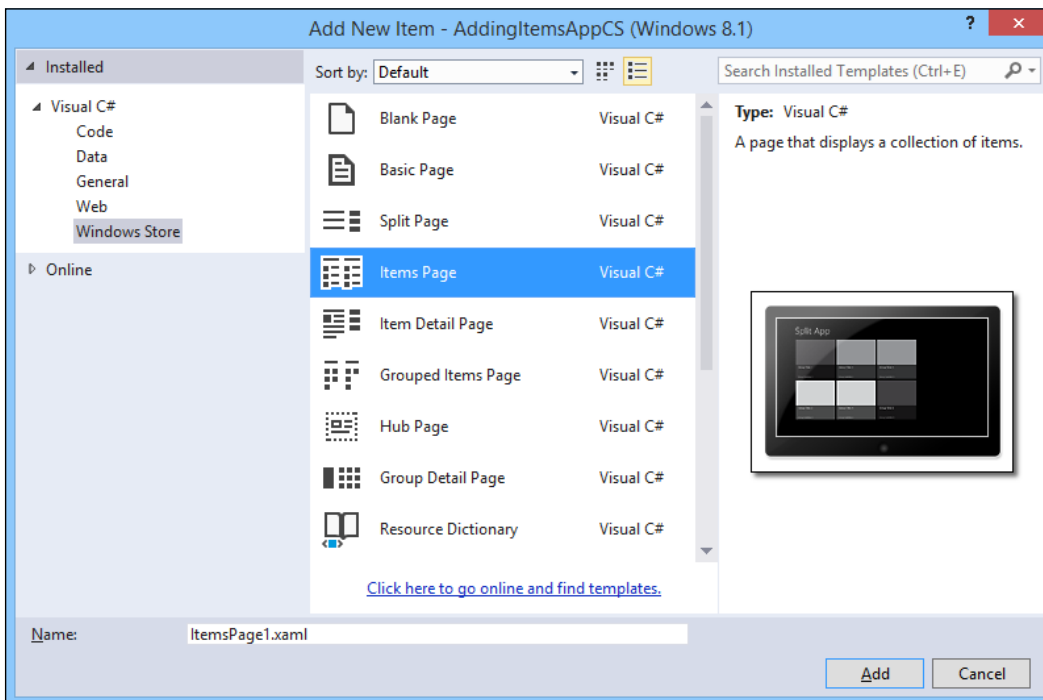 Add New Item - AddingItemsAppCS (Windows 8.1)
?
Installed
Sort by: Default
Search Installed Templates (Ctrl+E)
Visual C#
Code
Data
General
Web
Windows Store
Online
Blank Page Visual C#
Basic Page Visual C#
Split Page Visual C#
Items Page Visual C#
Item Detail Page Visual C#
Grouped Items Page Visual C#
Hub Page Visual C#
Group Detail Page Visual C#
Resource Dictionary Visual C#
Click here to go online and find templates.
Type: Visual C#
A page that displays a collection of items.
Split App
Name: ItemsPage1.xaml
Add Cancel